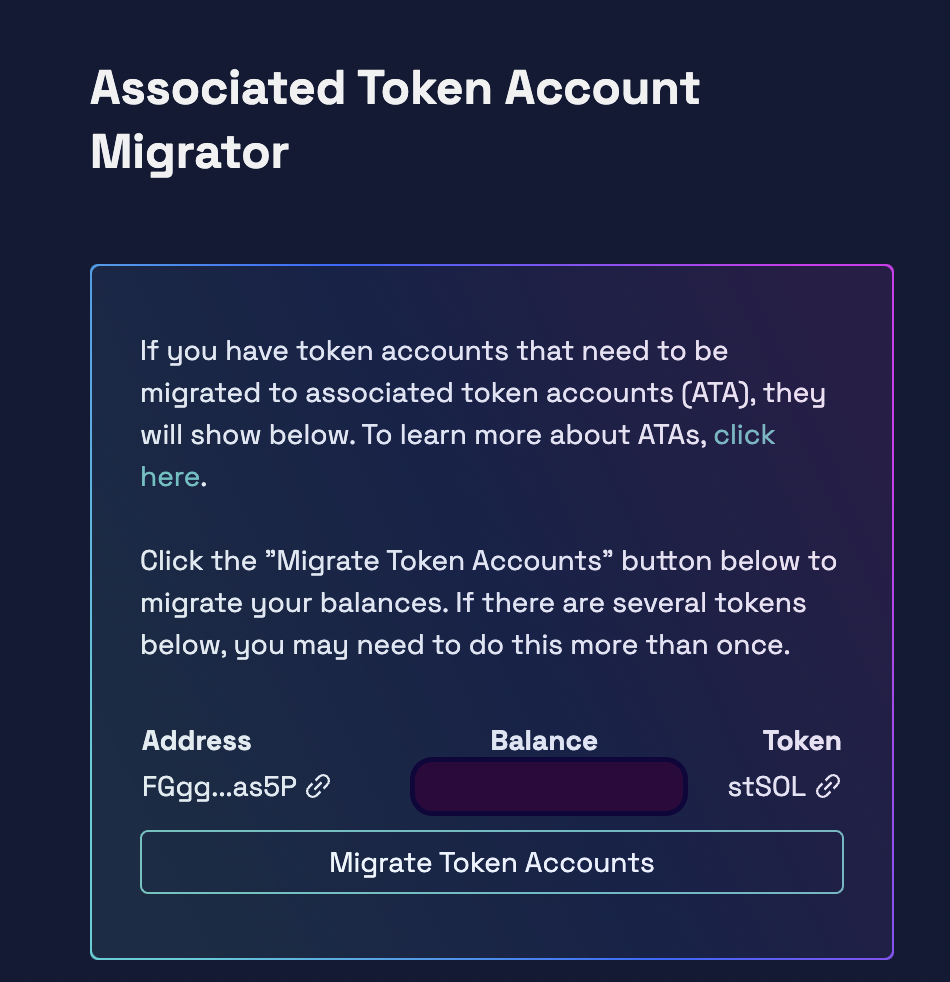 Associated Token Account
Migrator
If you have token accounts that need to be
migrated to associated token accounts (ATA), they
will show below. To learn more about ATAs, click
here.
Click the ”Migrate Token Accounts” button below to
migrate your balances. If there are several tokens
below, you may need to do this more than once.
Address Balance Token
FGgg...as5P stSOL
Migrate Token Accounts